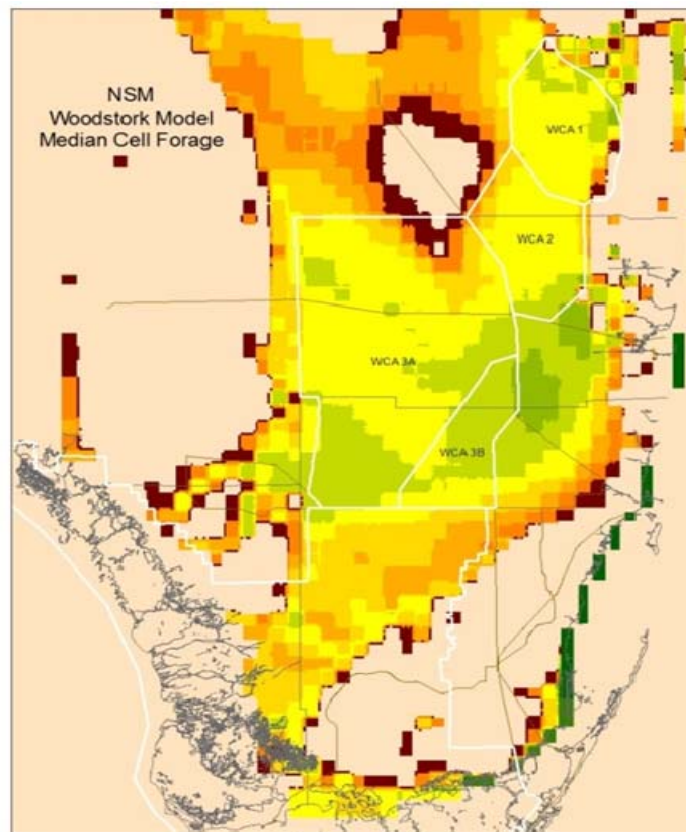 NSM
Woodstork Model
Median Cell Forage
WCA 1
WCA 2
WCA 3A
WCA 3B